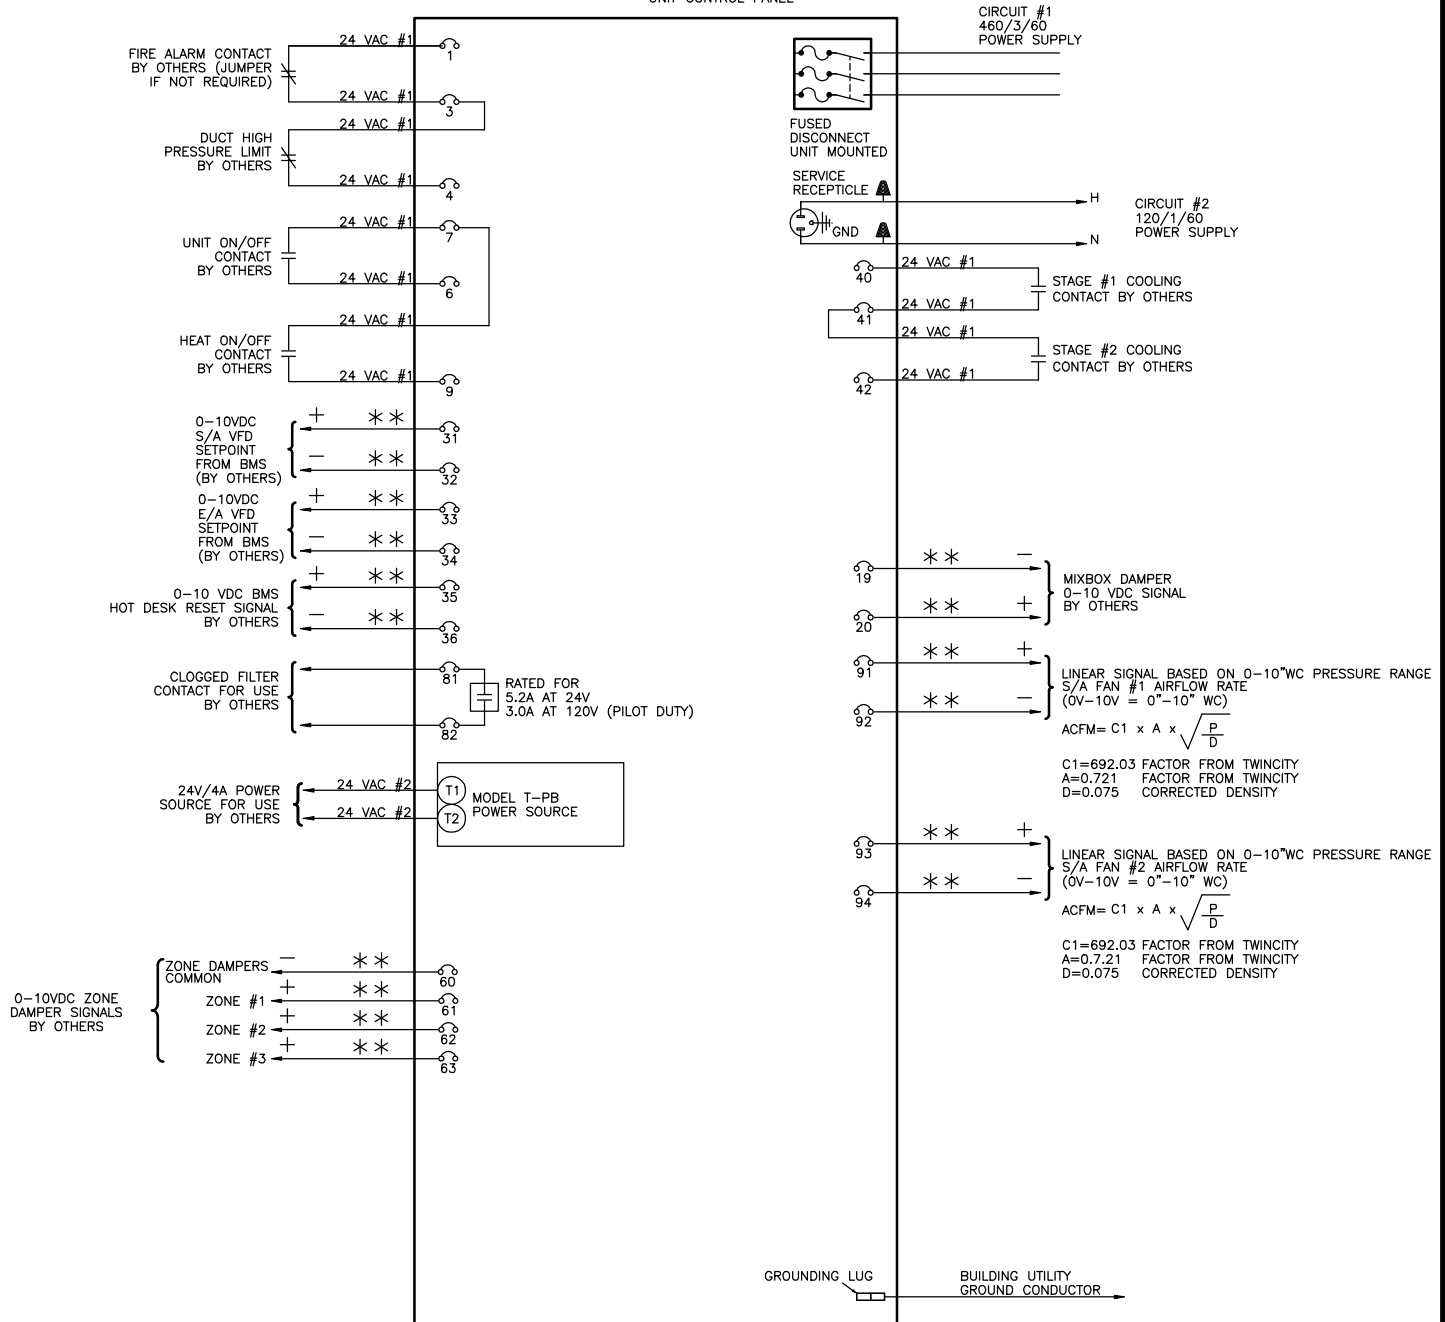 UNIT CONTROL PANEL
FIRE ALARM CONTACT
BY OTHERS (JUMPER
IF NOT REQUIRED)
24 VAC #1
1
24 VAC #1
3
24 VAC #1
DUCT HIGH
PRESSURE LIMIT
BY OTHERS
24 VAC #1
4
24 VAC #1
7
UNIT ON/OFF
CONTACT
BY OTHERS
24 VAC #1
6
24 VAC #1
HEAT ON/OFF
CONTACT
BY OTHERS
24 VAC #1
9
0-10VDC
S/A VFD
SETPOINT
FROM BMS
(BY OTHERS)
+ ** 31
- ** 32
0-10VDC
E/A VFD
SETPOINT
FROM BMS
(BY OTHERS)
+ ** 33
- ** 34
0-10 VDC BMS
HOT DESK RESET SIGNAL
BY OTHERS
+ ** 35
- ** 36
CLOGGED FILTER
CONTACT FOR USE
BY OTHERS
81
82
RATED FOR
5.2A AT 24V
3.0A AT 120V (PILOT DUTY)
24V/4A POWER
SOURCE FOR USE
BY OTHERS
24 VAC #2
24 VAC #2
T1
T2
MODEL T-PB
POWER SOURCE
0-10VDC ZONE
DAMPER SIGNALS
BY OTHERS
ZONE DAMPERS
COMMON
- ** 60
ZONE #1 + ** 61
ZONE #2 + ** 62
ZONE #3 + ** 63
CIRCUIT #1
460/3/60
POWER SUPPLY
FUSED
DISCONNECT
UNIT MOUNTED
SERVICE
RECEPTICLE
GND
H
N
CIRCUIT #2
120/1/60
POWER SUPPLY
40
24 VAC #1
41
24 VAC #1
STAGE #1 COOLING
CONTACT BY OTHERS
24 VAC #1
42
24 VAC #1
STAGE #2 COOLING
CONTACT BY OTHERS
19 ** -
20 ** +
MIXBOX DAMPER
0-10 VDC SIGNAL
BY OTHERS
91 ** +
92 ** -
LINEAR SIGNAL BASED ON 0-10"WC PRESSURE RANGE
S/A FAN #1 AIRFLOW RATE
(0V-10V = 0"-10" WC)
ACFM= C1 x A x √ P/D
C1=692.03 FACTOR FROM TWINCITY
A=0.721 FACTOR FROM TWINCITY
D=0.075 CORRECTED DENSITY
93 ** +
94 ** -
LINEAR SIGNAL BASED ON 0-10"WC PRESSURE RANGE
S/A FAN #2 AIRFLOW RATE
(0V-10V = 0"-10" WC)
ACFM= C1 x A x √ P/D
C1=692.03 FACTOR FROM TWINCITY
A=0.7.21 FACTOR FROM TWINCITY
D=0.075 CORRECTED DENSITY
GROUNDING LUG
BUILDING UTILITY
GROUND CONDUCTOR